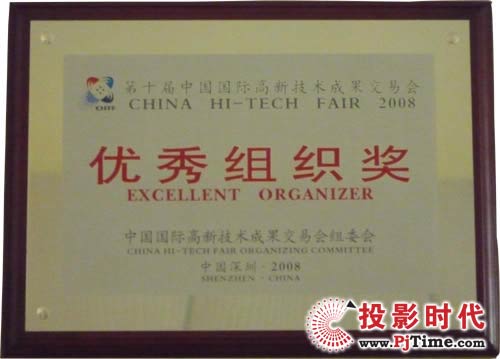 第十届中国国际高新技术成果交易会
CHINA HI-TECH FAIR 2008
优秀组织奖
EXCELLENT ORGANIZER
中国国际高新技术成果交易会组委会
CHINA HI-TECH FAIR ORGANIZING COMMITTEE
中国深圳·2008
SHENZHEN - CHINA
投影时代
www.PjTime.com